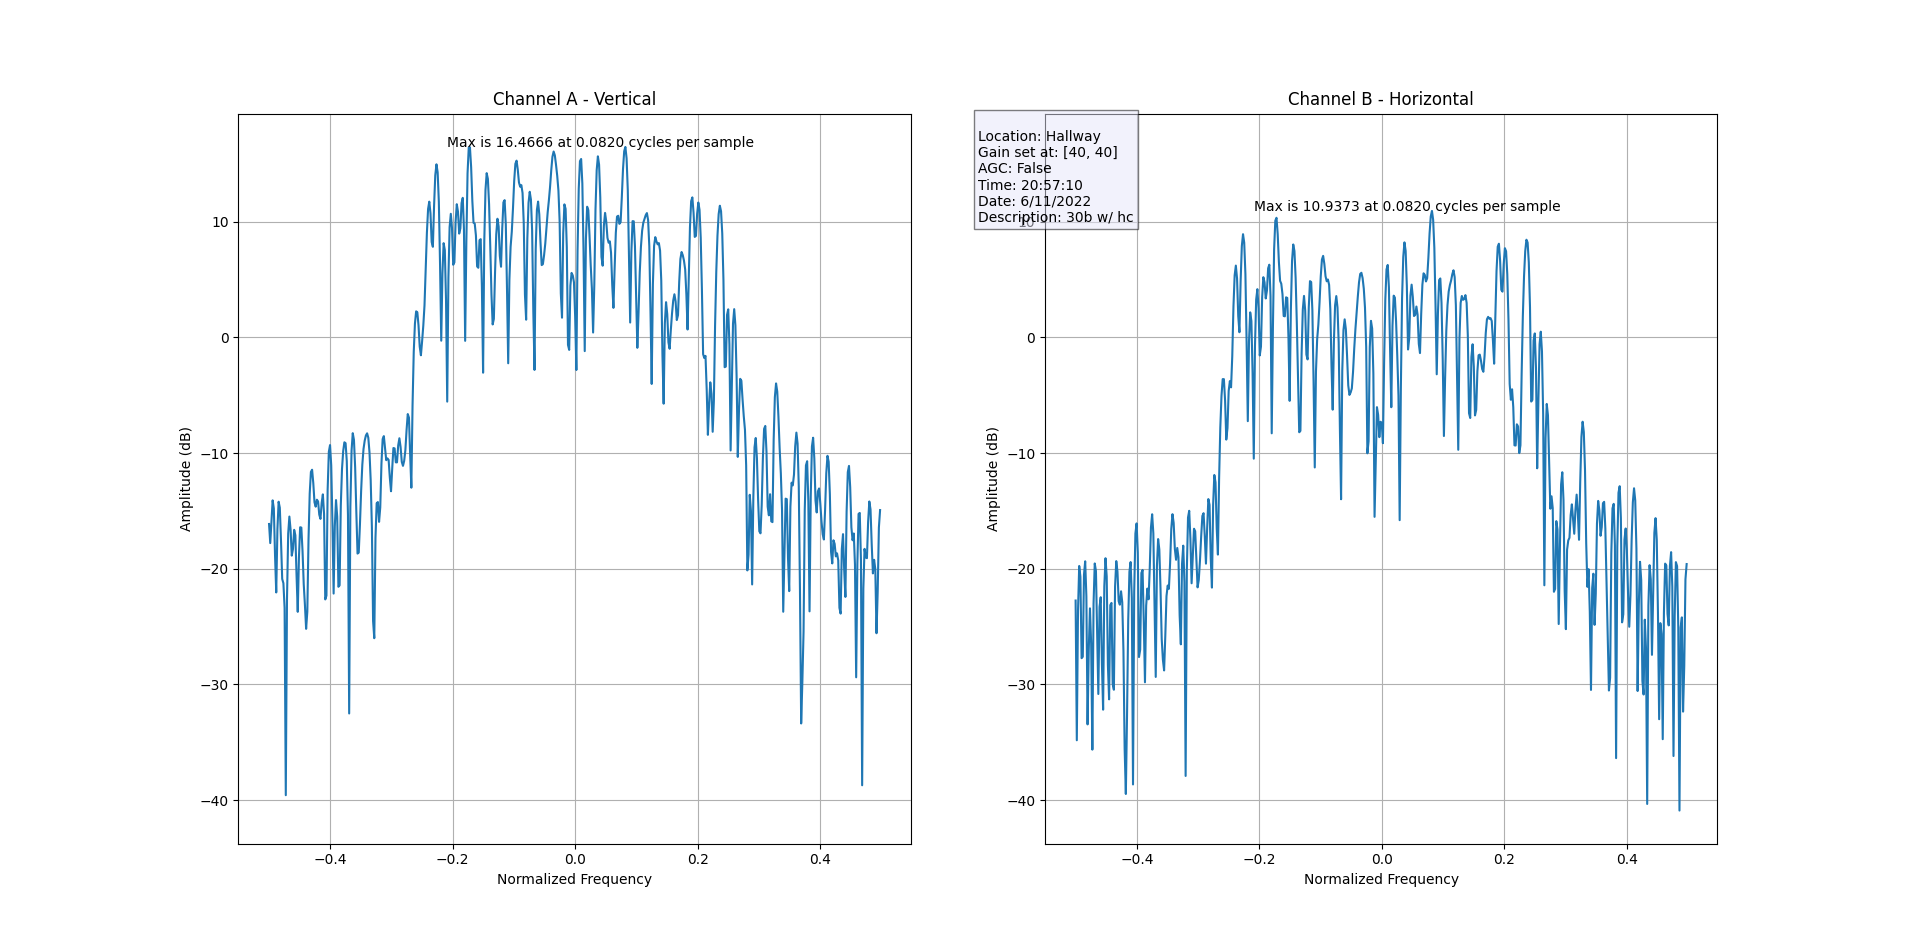 Channel A - Vertical
Max is 16.4666 at 0.0820 cycles per sample
10
0
−10
−20
−30
−40
Amplitude (dB)
−0.4
−0.2
0.0
0.2
0.4
Normalized Frequency
Channel B - Horizontal
Location: Hallway
Gain set at: [40, 40]
AGC: False
Time: 20:57:10
Date: 6/11/2022
Description: 30b w/ hc
Max is 10.9373 at 0.0820 cycles per sample
10
0
−10
−20
−30
−40
Amplitude (dB)
−0.4
−0.2
0.0
0.2
0.4
Normalized Frequency